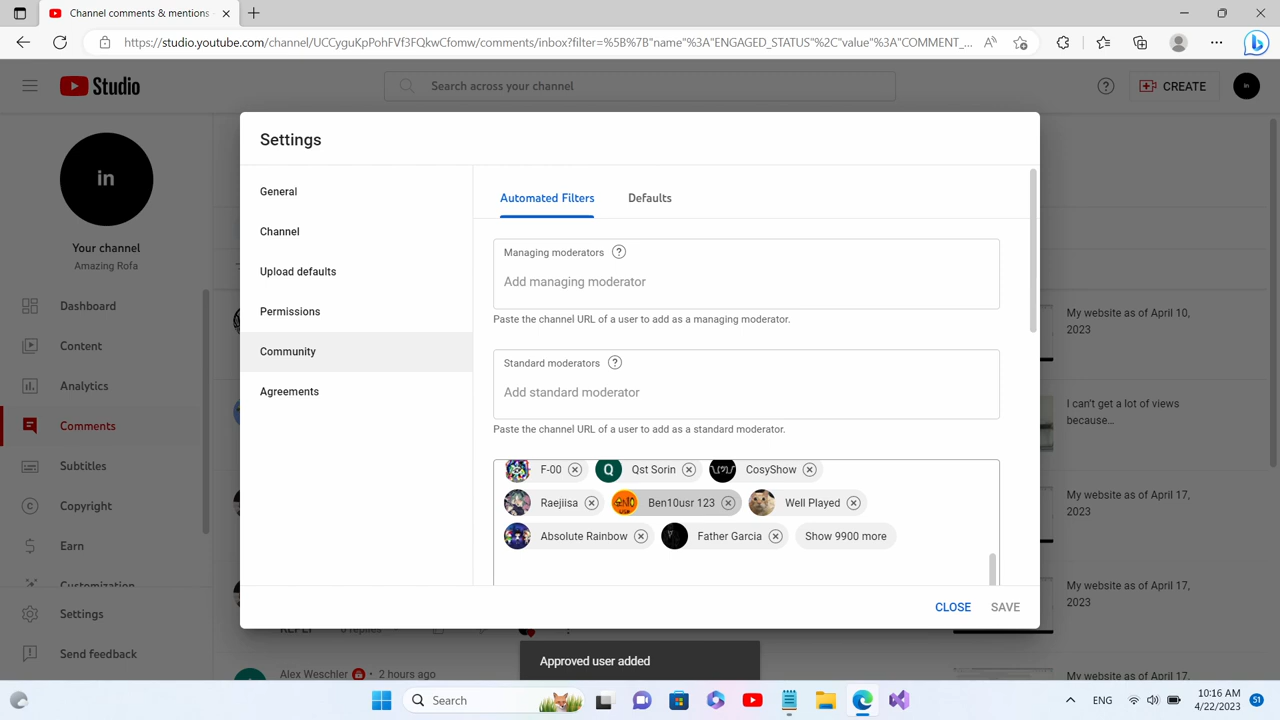 Channel comments & mentions -
https://studio.youtube.com/channel/UCCyguKpPohFVf3FQkwCfomw/comments/inbox?filter=%5B%7B"name"%3A"ENGAGED_STATUS"%2C"value"%3A"COMMENT_...
Studio
Search across your channel
CREATE
in
in
Your channel
Amazing Rofa
Dashboard
Content
Analytics
Comments
Subtitles
Copyright
Earn
Customization
Settings
Send feedback
Settings
General
Channel
Upload defaults
Permissions
Community
Agreements
Automated Filters
Defaults
Managing moderators
Add managing moderator
Paste the channel URL of a user to add as a managing moderator.
Standard moderators
Add standard moderator
Paste the channel URL of a user to add as a standard moderator.
F-00 Q Qst Sorin CosyShow
Raejiisa Ben10usr 123 Well Played
Absolute Rainbow Father Garcia Show 9900 more
CLOSE SAVE
My website as of April 10,
2023
I can't get a lot of views
because...
My website as of April 17,
2023
My website as of April 17,
2023
My website as of April 17,
REPLY 0 replies
Alex Weschler • 2 hours ago
Approved user added
Search
ENG
10:16 AM
4/22/2023
51